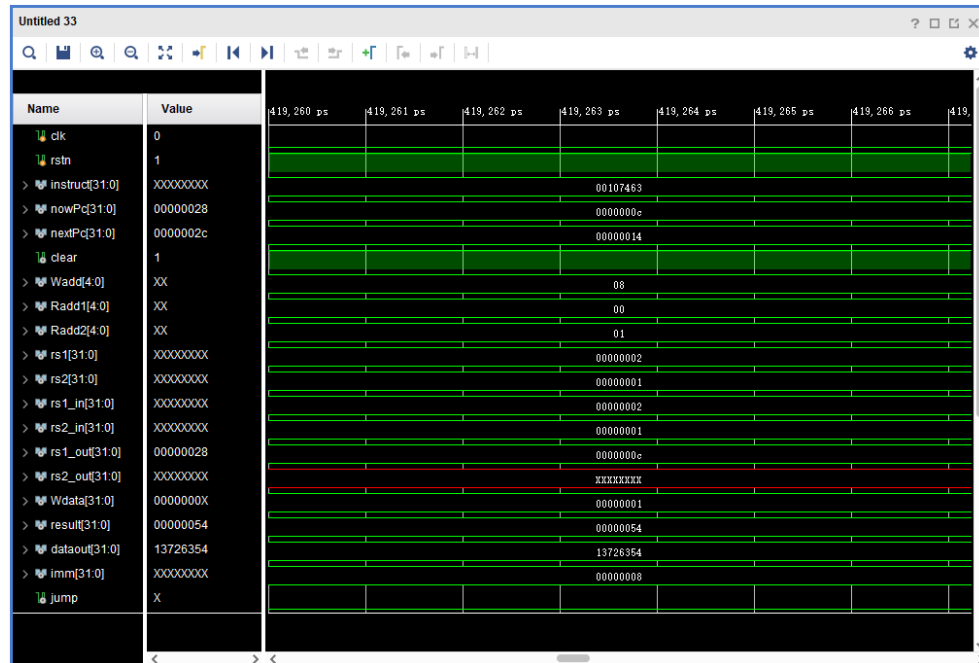 Untitled 33
Name Value 419,260 ps 419,261 ps 419,262 ps 419,263 ps 419,264 ps 419,265 ps 419,266 ps 419,
clk 0
rstn 1
instruct[31:0] XXXXXXXX 00107463
nowPc[31:0] 00000028 0000000c
nextPc[31:0] 0000002c 00000014
clear 1
Wadd[4:0] XX 08
Radd1[4:0] XX 00
Radd2[4:0] XX 01
rs1[31:0] XXXXXXXX 00000002
rs2[31:0] XXXXXXXX 00000001
rs1_in[31:0] XXXXXXXX 00000002
rs2_in[31:0] XXXXXXXX 00000001
rs1_out[31:0] 00000028 0000000c
rs2_out[31:0] XXXXXXXX XXXXXXXX
Wdata[31:0] 0000000X 00000001
result[31:0] 00000054 00000054
dataout[31:0] 13726354 13726354
imm[31:0] XXXXXXXX 00000008
jump X